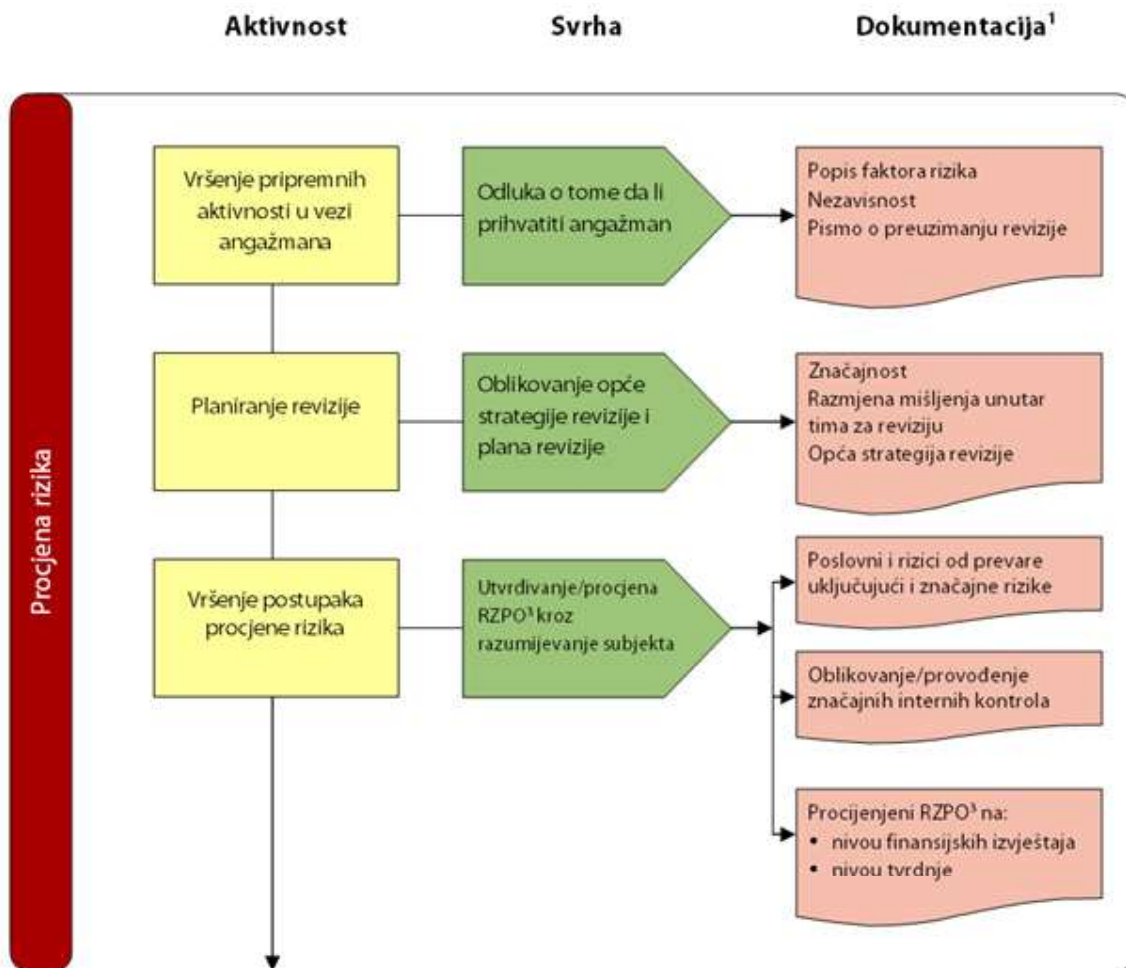 Aktivnost
Svrha
Dokumentacija¹
Procjena rizika
Vršenje pripremnih
aktivnosti u vezi
angažmana
Odluka o tome da li
prihvatiti angažman
Popis faktora rizika
Nezavisnost
Pismo o preuzimanju revizije
Planiranje revizije
Oblikovanje opće
strategije revizije i
plana revizije
Značajnost
Razmjena mišljenja unutar
tima za reviziju
Opća strategija revizije
Vršenje postupaka
procjene rizika
Utvrđivanje/procjena
RZPO³ kroz
razumijevanje subjekta
Poslovni i rizici od prevare
uključujući i značajne rizike
Oblikovanje/provođenje
značajnih internih kontrola
Procijenjeni RZPO³ na:
• nivou finansijskih izvještaja
• nivou tvrdnje